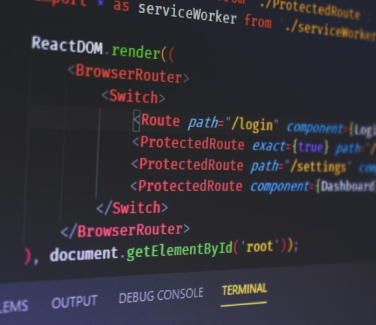 import * as serviceWorker from './serviceWorker
ReactDOM.render((
<BrowserRouter>
<Switch>
<Route path="/login" component={Logi
<ProtectedRoute exact={true} path="/
<ProtectedRoute path="/settings" com
<ProtectedRoute component={Dashboard
</Switch>
</BrowserRouter>
), document.getElementById('root'));
LEMS OUTPUT DEBUG CONSOLE TERMINAL